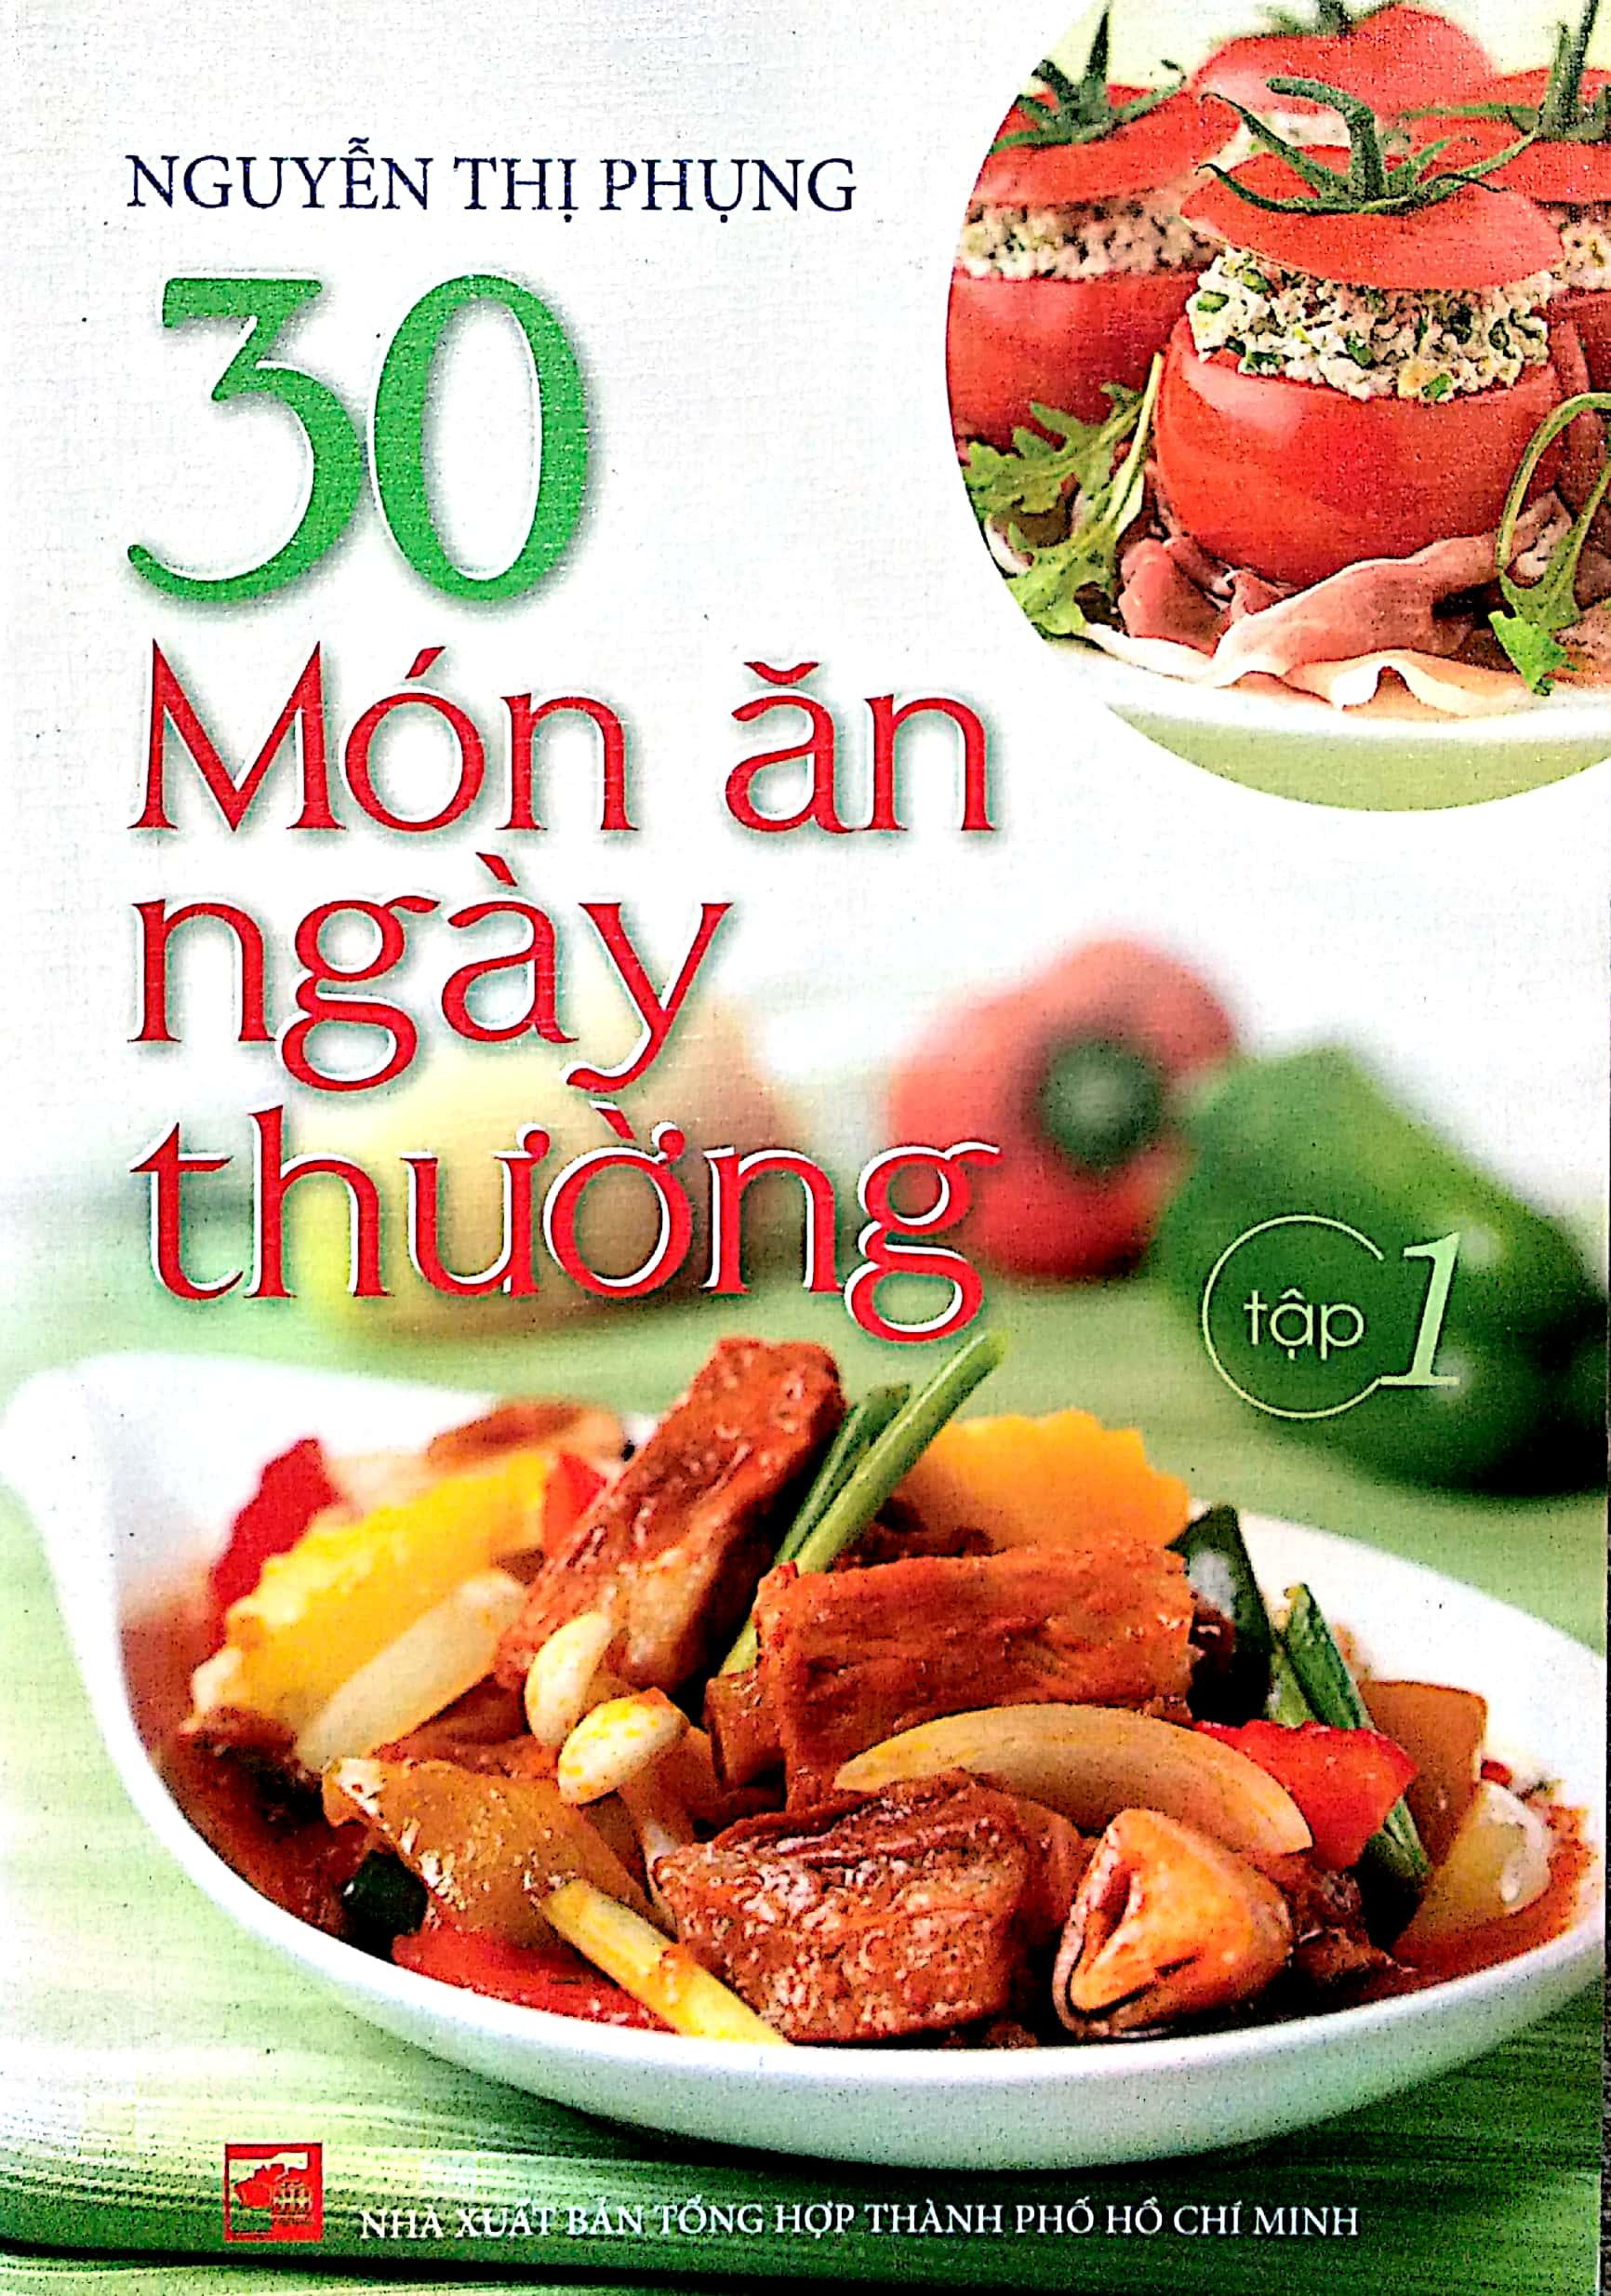 NGUYỄN THỊ PHỤNG
30
Món ăn
ngày
thường
tập 1
NHÀ XUẤT BẢN TỔNG HỢP THÀNH PHỐ HỒ CHÍ MINH